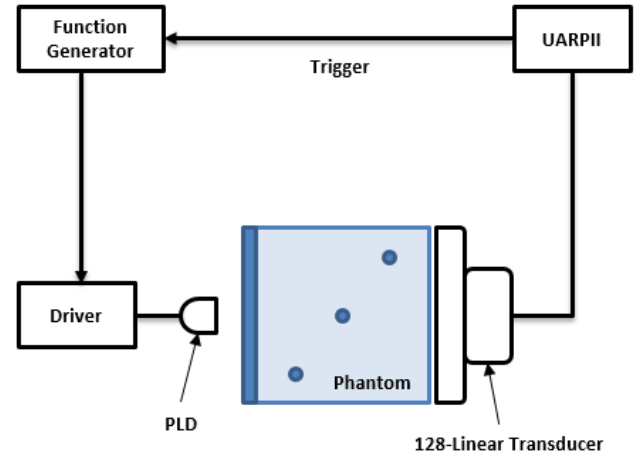 Function
Generator
UARPII
Trigger
Driver
Phantom
PLD
128-Linear Transducer